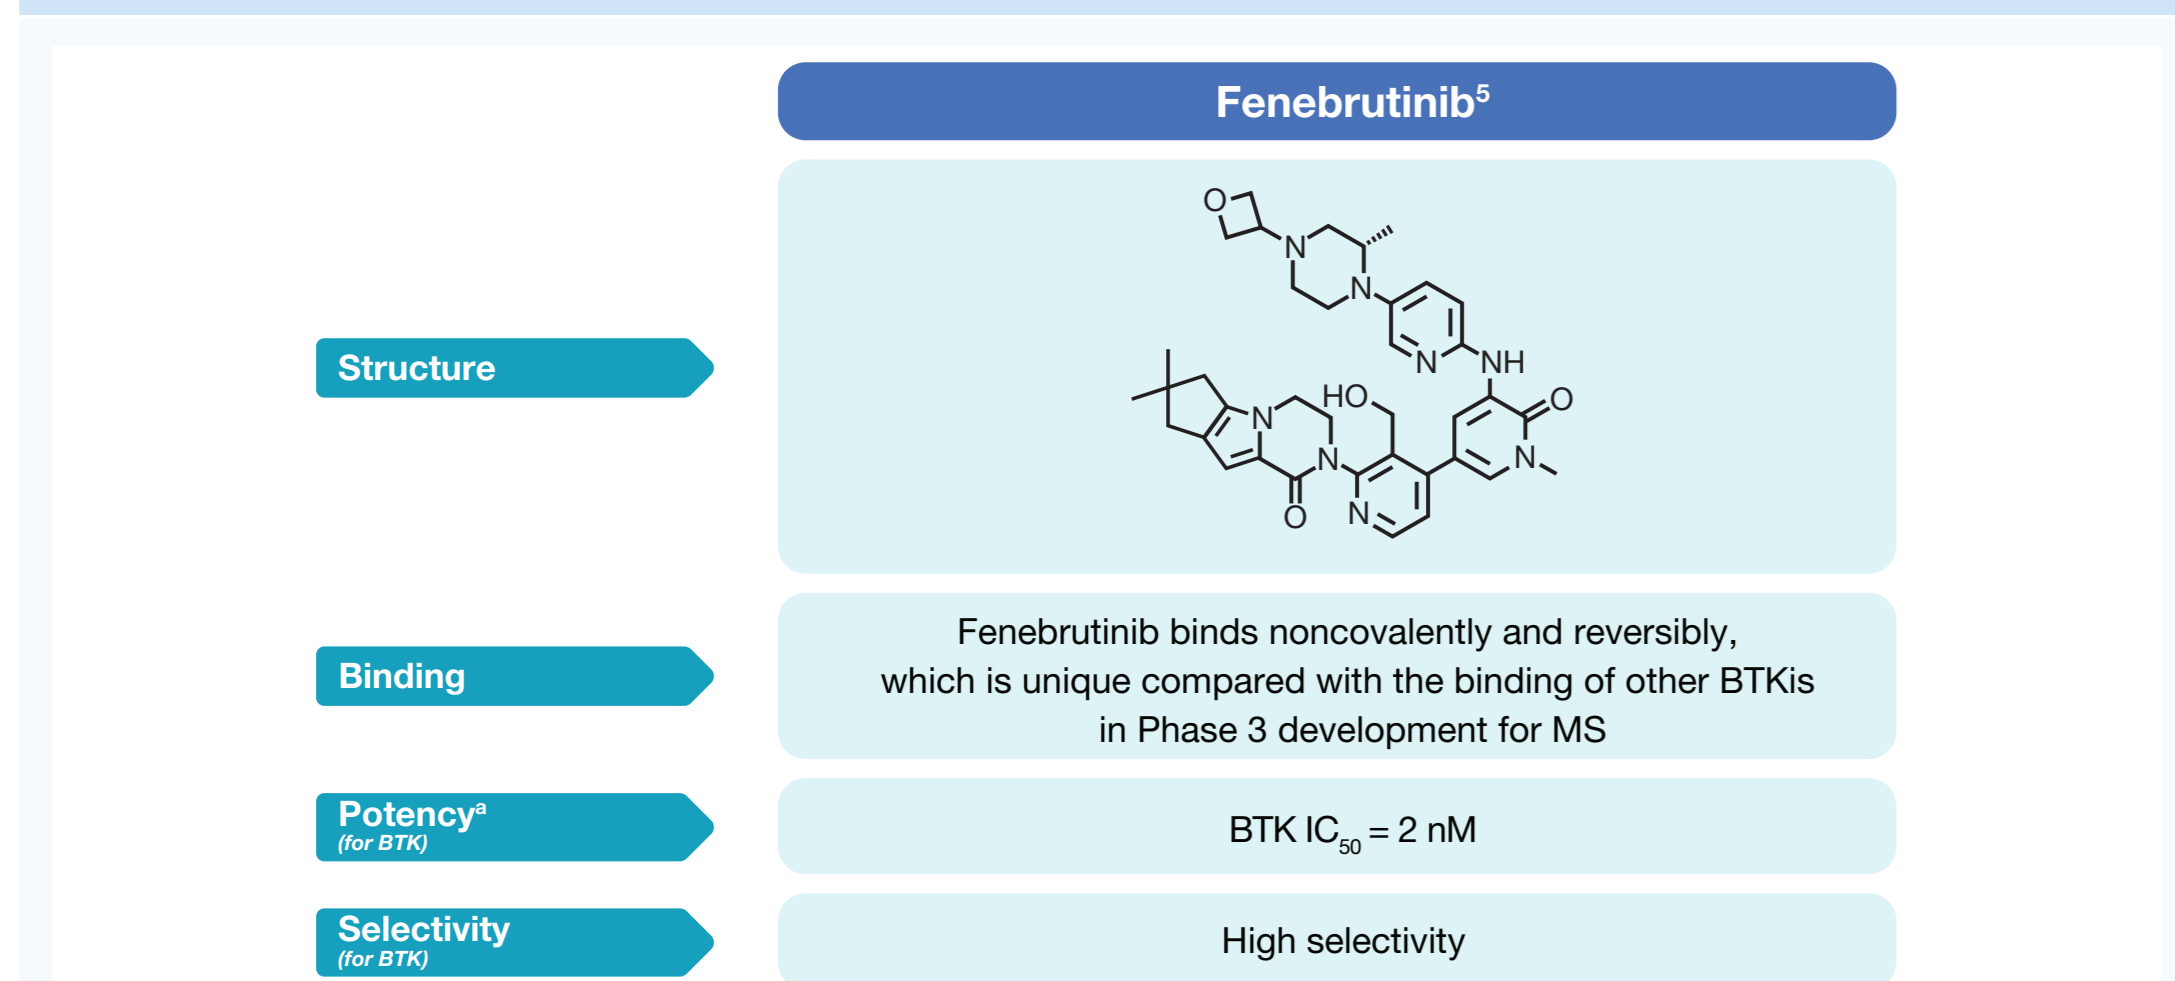 Fenebrutinib⁵
Structure
O
N
N
N
NH
HO
O
N
N
N
N
O
Binding
Fenebrutinib binds noncovalently and reversibly,
which is unique compared with the binding of other BTKis
in Phase 3 development for MS
Potencyᵃ
(for BTK)
BTK IC₅₀ = 2 nM
Selectivity
(for BTK)
High selectivity